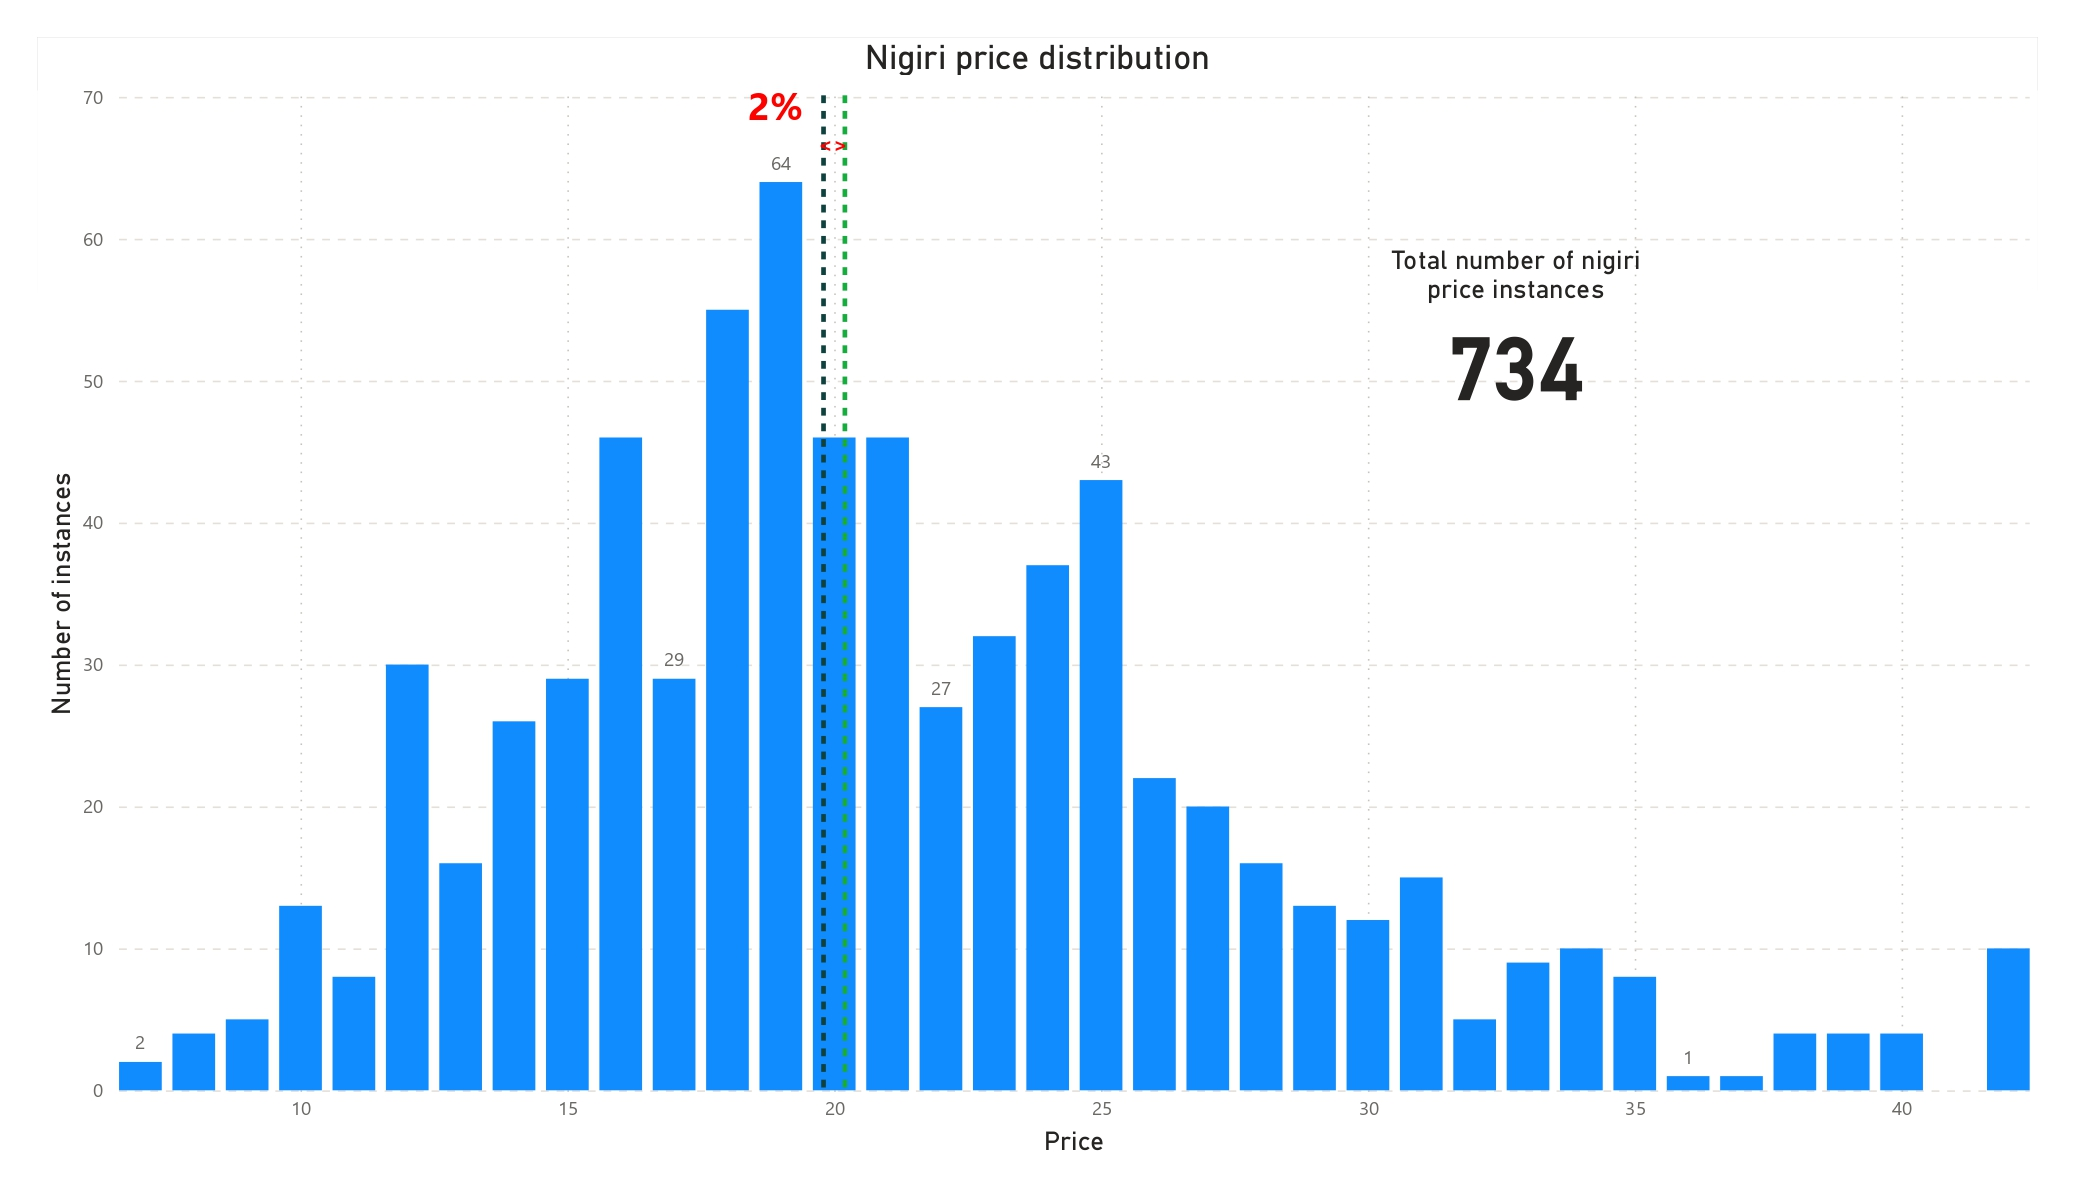 Nigiri price distribution
70
2%
< >
64
60
Total number of nigiri
price instances
734
50
43
40
Number of instances
30
29
27
20
10
2
1
0
10 15 20 25 30 35 40
Price